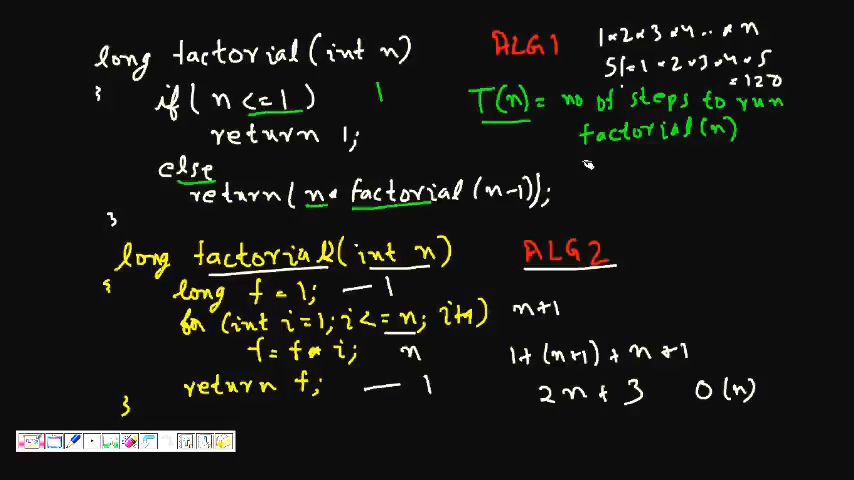 long factorial(int n)
{
if( n <=1 ) 1
return 1;
else
return( n * factorial (n-1));
}
ALG1
1*2*3*4..*n
5!=1*2*3*4*5
=120
T(n) = no of steps to run
factorial(n)
long factorial2(int n)
{
long f=1; — 1
for (int i=1; i<=n; i++) n+1
f=f*i; n
return f; — 1
}
ALG2
1+(n+1)+n+1
2n+3 O(n)